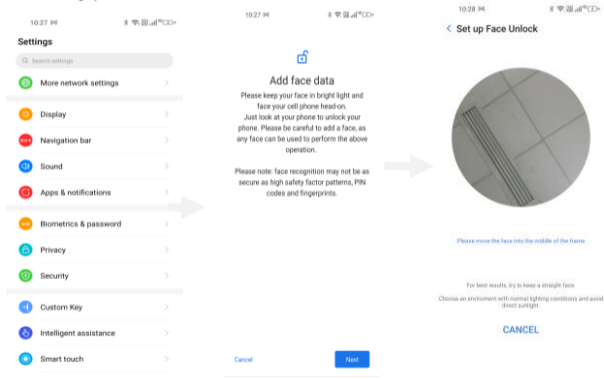 10:27
Settings
Search settings
More network settings
Display
Navigation bar
Sound
Apps & notifications
Biometrics & password
Privacy
Security
Custom Key
Intelligent assistance
Smart touch
10:27
Add face data
Please keep your face in bright light and
face your cell phone head-on.
Just look at your phone to unlock your
phone. Please be careful to add a face, as
any face can be used to perform the above
operation.
Please note: face recognition may not be as
secure as high safety factor patterns, PIN
codes and fingerprints.
Cancel
Next
10:28
Set up Face Unlock
Please move the face into the middle of the frame
For best results, try to keep a straight face
Choose an enviroment with normal lighting conditions and avoid
direct sunlight.
CANCEL